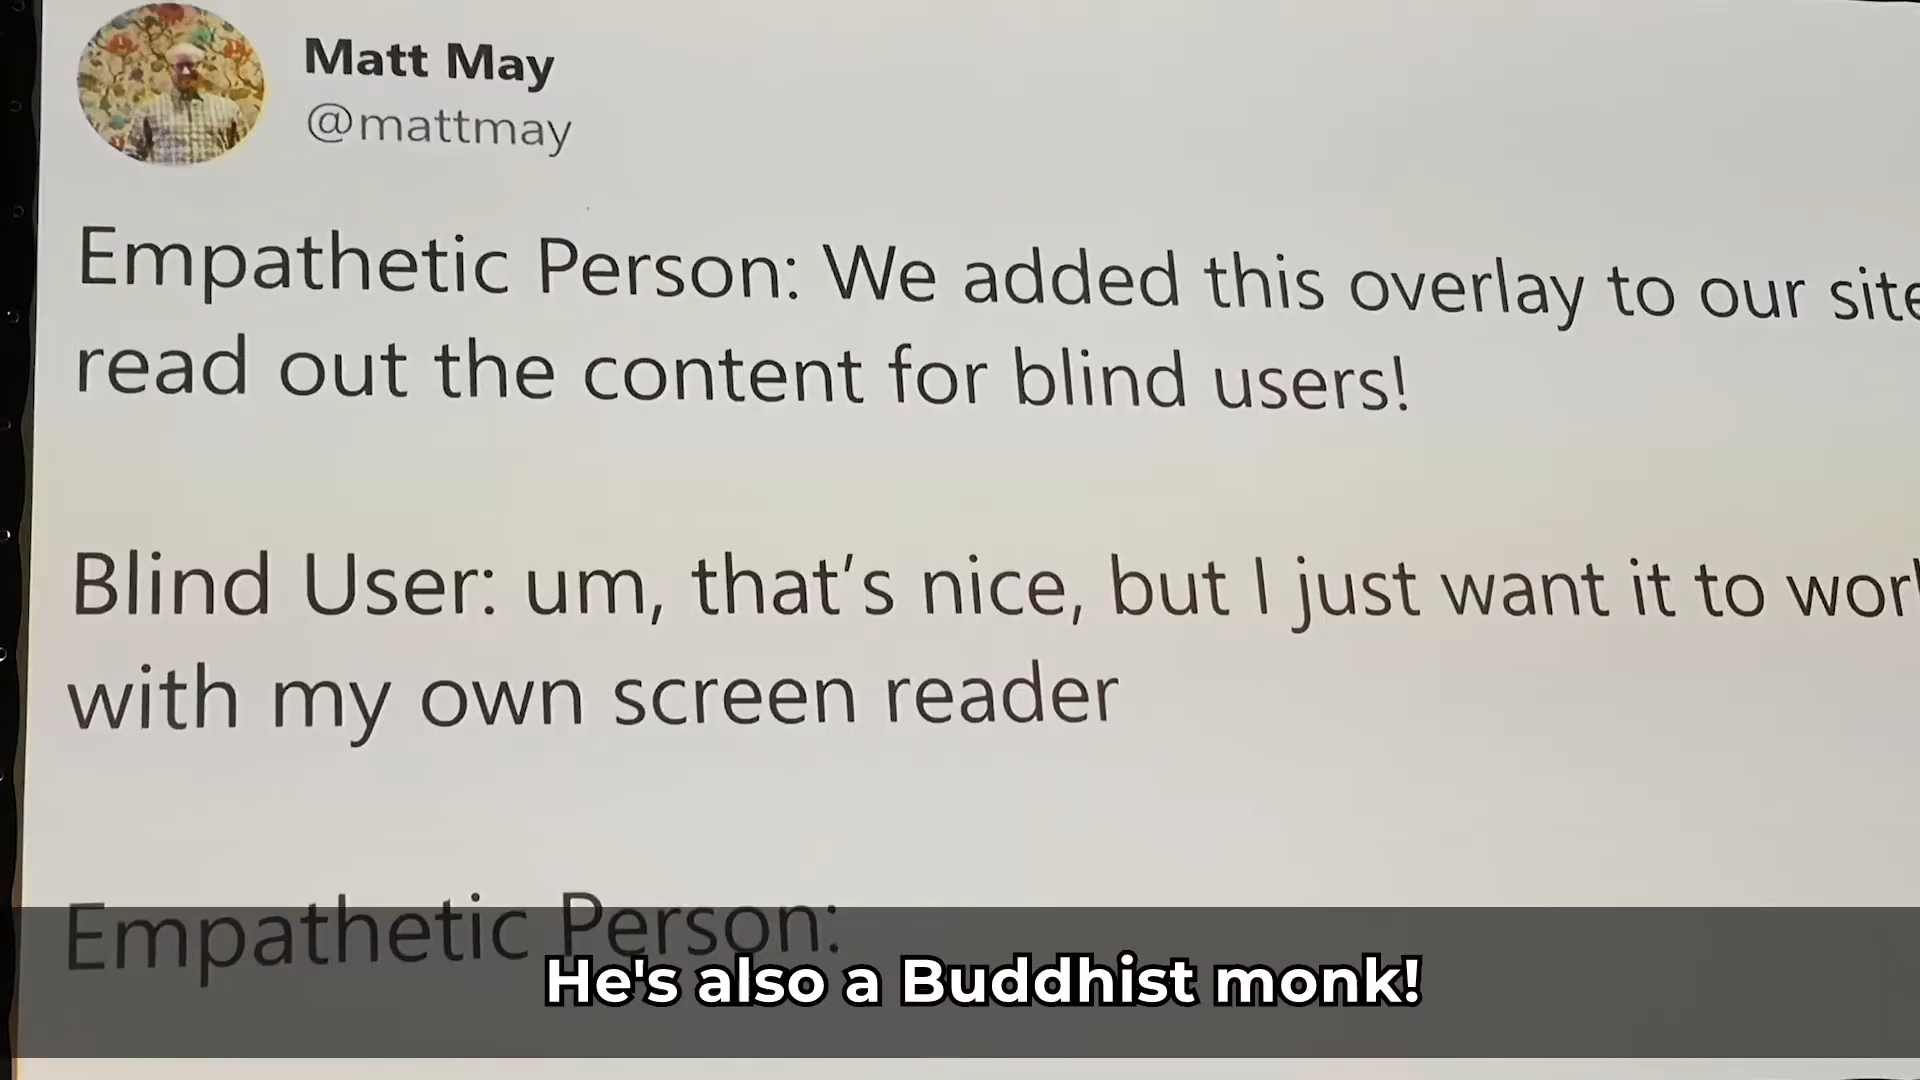 Matt May
@mattmay
Empathetic Person: We added this overlay to our site
read out the content for blind users!
Blind User: um, that's nice, but I just want it to
with my own screen reader
Empathetic Person:
He's also a Buddhist monk!